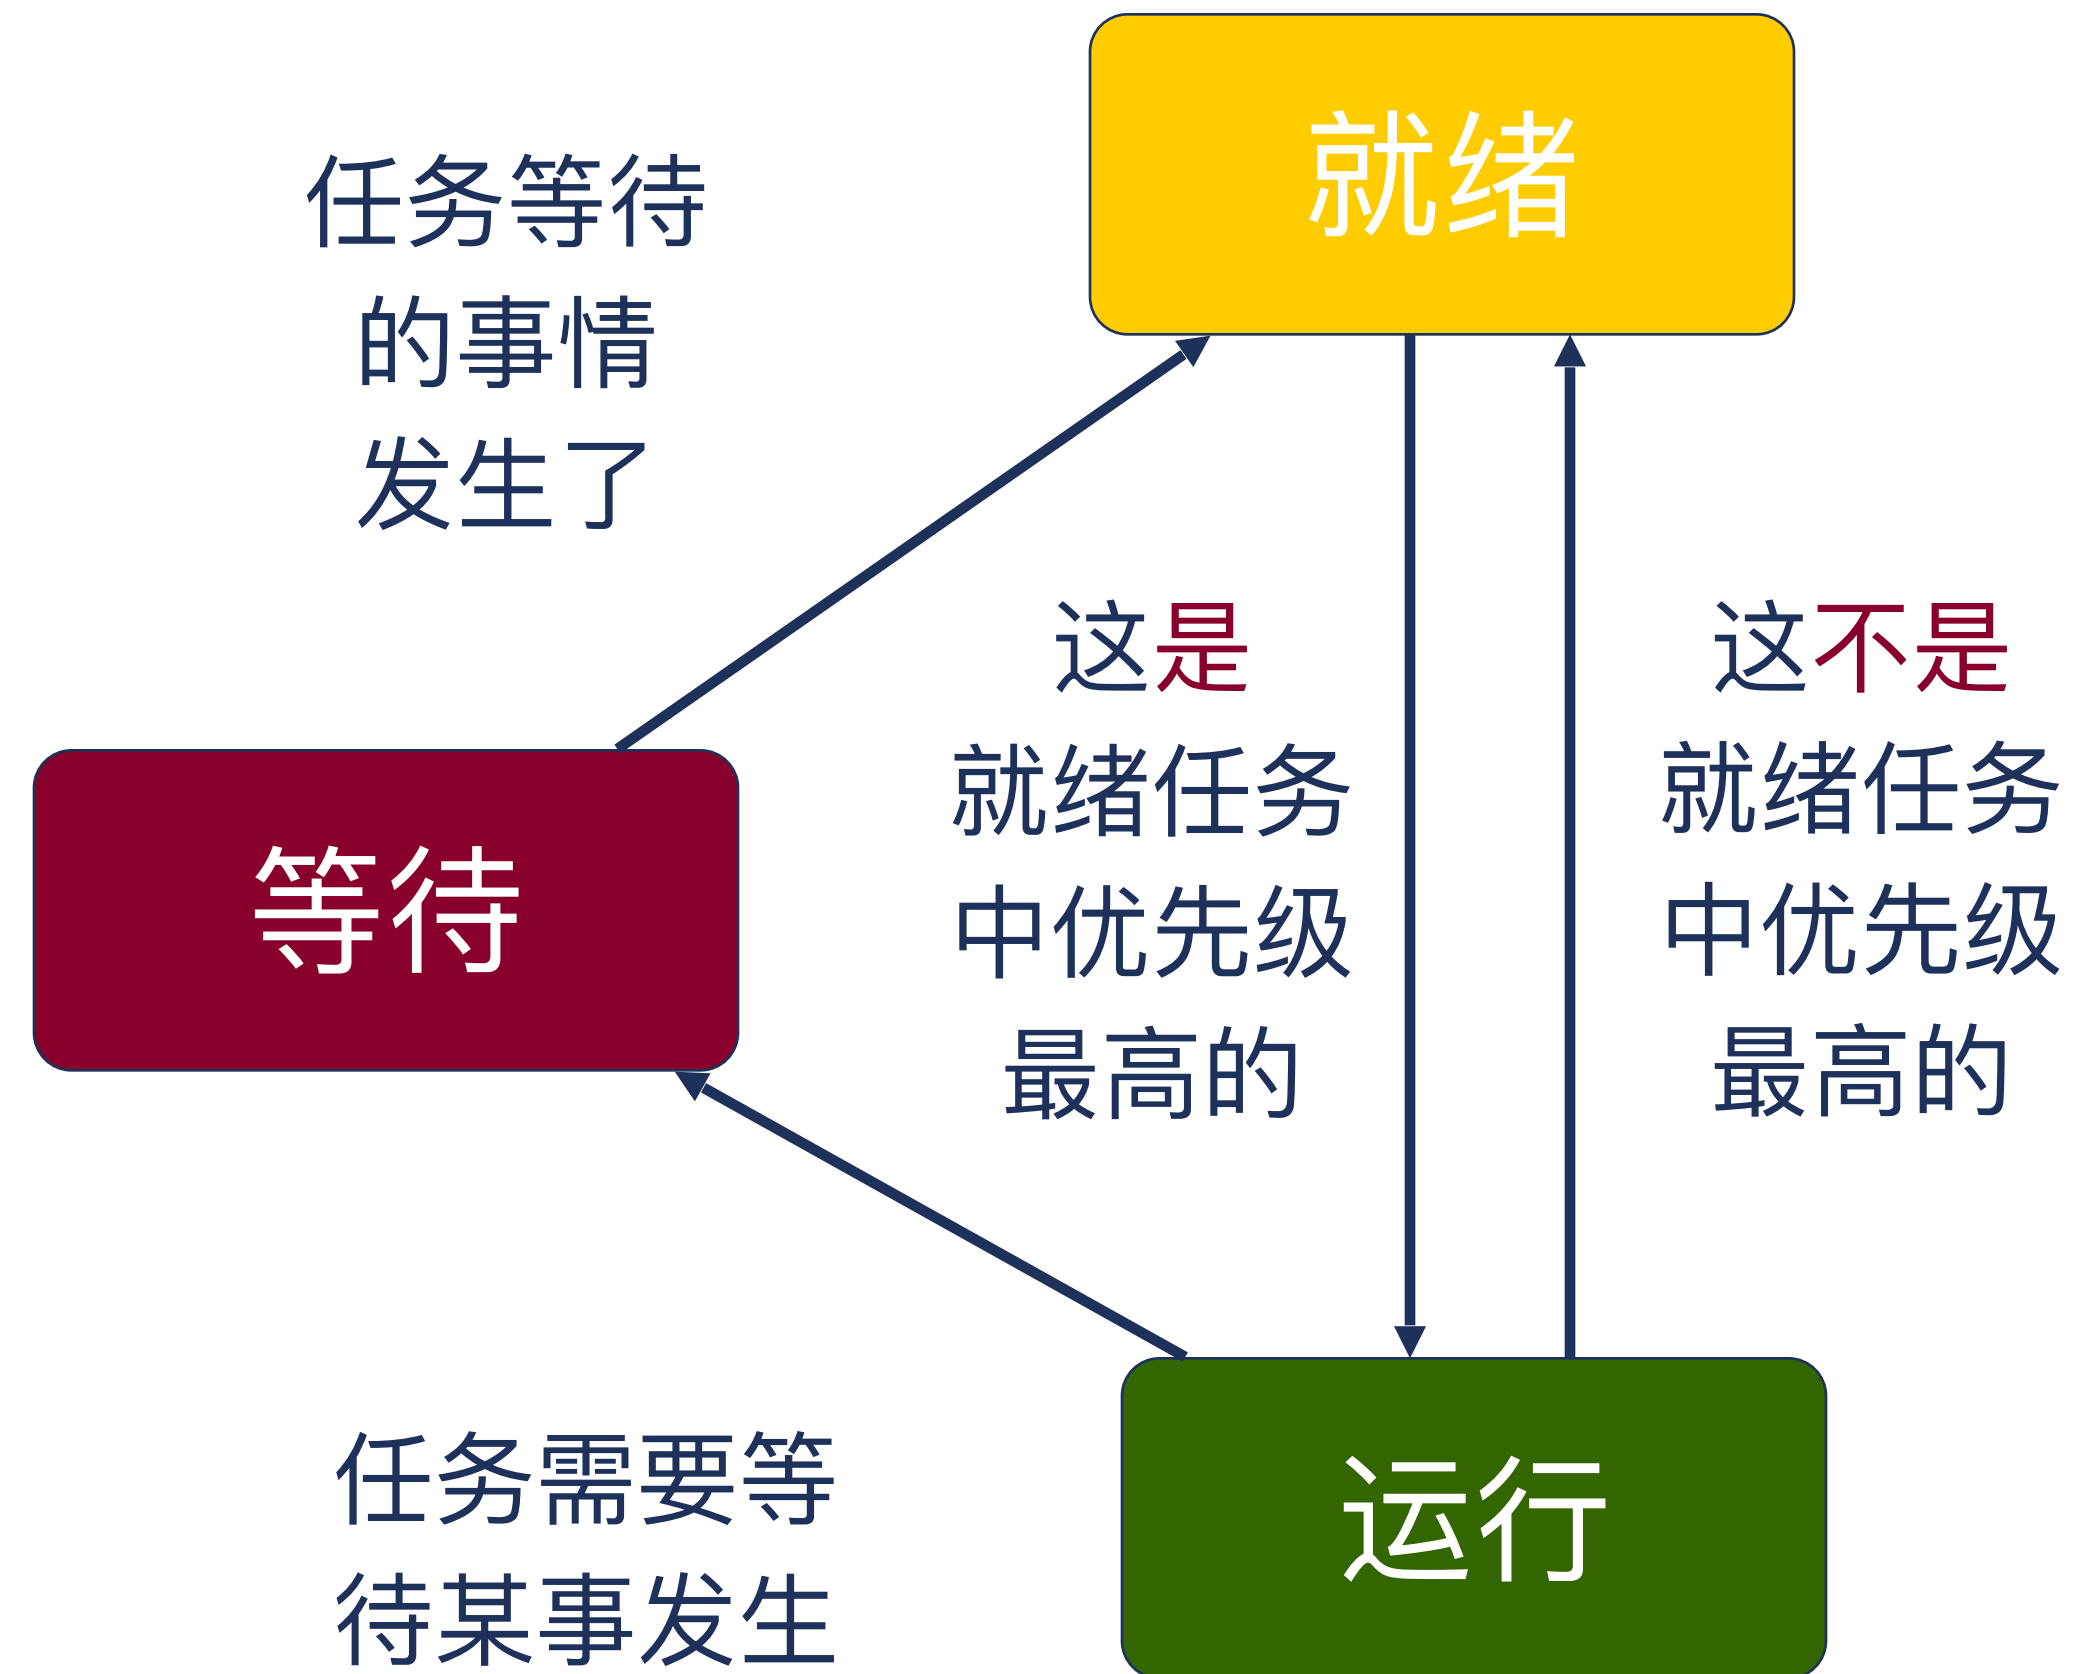 就绪
任务等待
的事情
发生了
这是
就绪任务
中优先级
最高的
这不是
就绪任务
中优先级
最高的
等待
任务需要等
待某事发生
运行